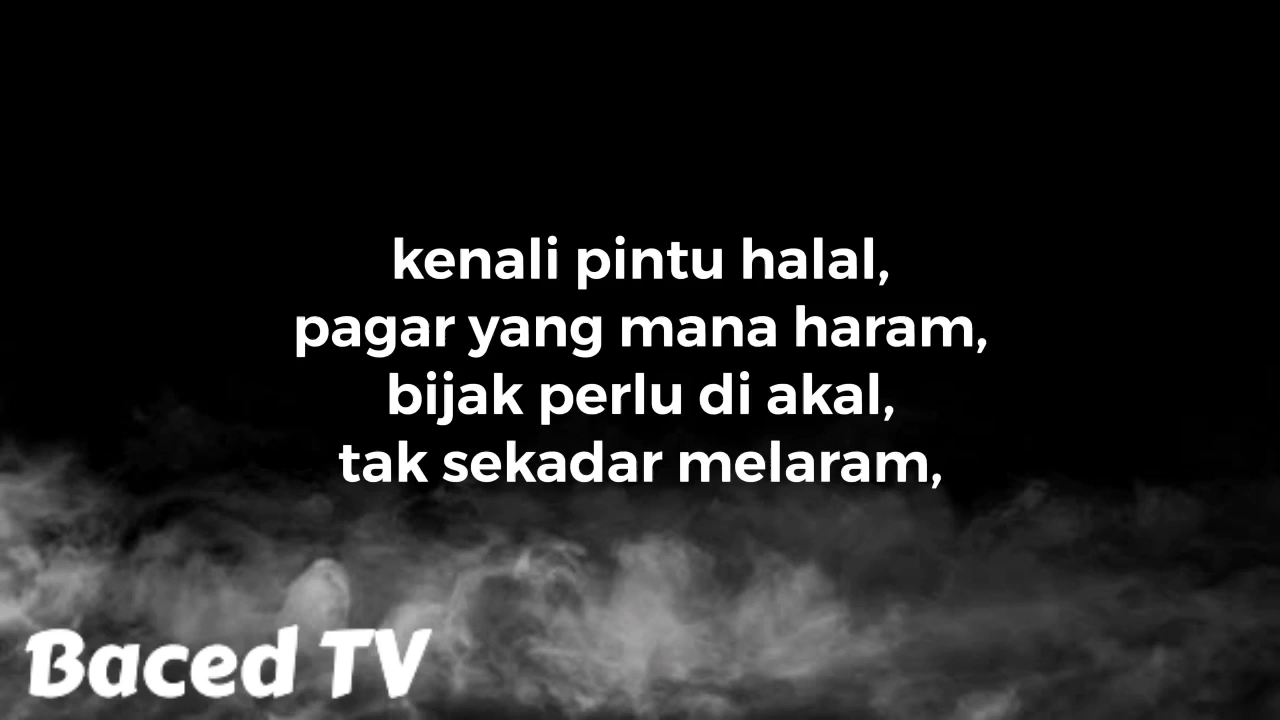 kenali pintu halal,
pagar yang mana haram,
bijak perlu di akal,
tak sekadar melaram,
Baced TV